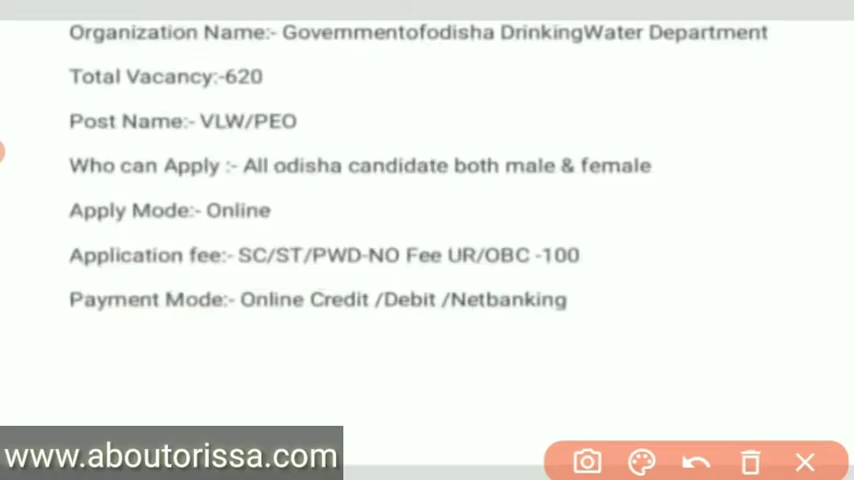 Organization Name:- Governmentofodisha DrinkingWater Department
Total Vacancy:-620
Post Name:- VLW/PEO
Who can Apply :- All odisha candidate both male & female
Apply Mode:- Online
Application fee:- SC/ST/PWD-NO Fee UR/OBC -100
Payment Mode:- Online Credit /Debit /Netbanking
www.aboutorissa.com